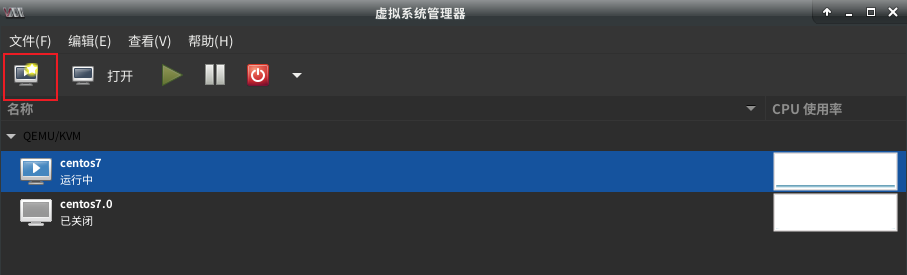 虚拟系统管理器
文件(F) 编辑(E) 查看(V) 帮助(H)
打开
名称 CPU 使用率
QEMU/KVM
centos7
运行中
centos7.0
已关闭